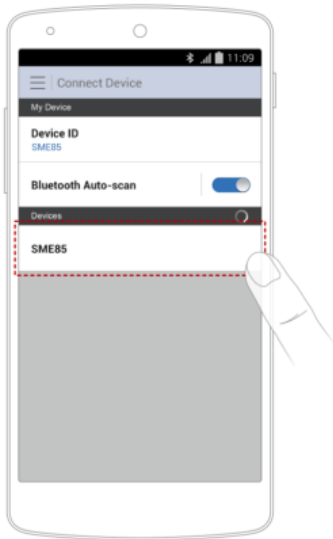 11:09
Connect Device
My Device
Device ID
SME85
Bluetooth Auto-scan
Devices
SME85